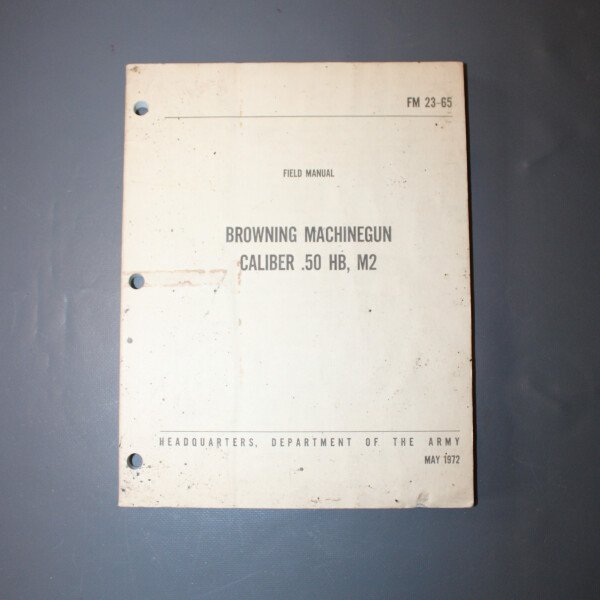 FM 23-65
FIELD MANUAL
BROWNING MACHINEGUN
CALIBER .50 HB, M2
HEADQUARTERS, DEPARTMENT OF THE ARMY
MAY 1972